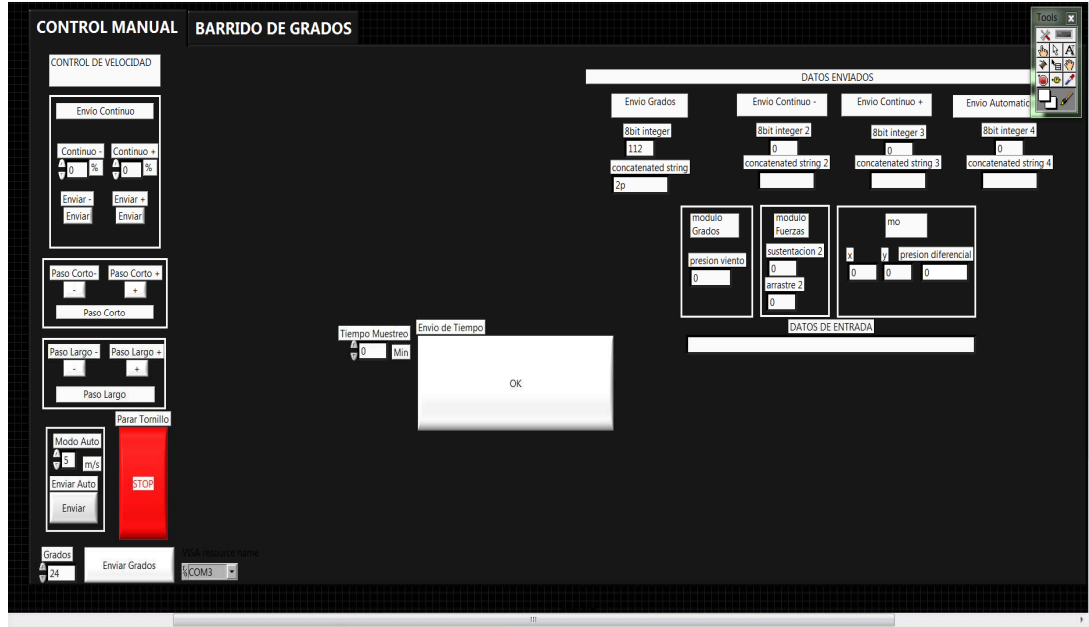 CONTROL MANUAL
BARRIDO DE GRADOS
Tools
CONTROL DE VELOCIDAD
Envío Continuo
Continuo -
Continuo +
0 %
0 %
Enviar -
Enviar +
Enviar
Enviar
Paso Corto-
Paso Corto +
-
+
Paso Corto
Paso Largo -
Paso Largo +
-
+
Paso Largo
Parar Tornillo
STOP
Modo Auto
5 m/s
Enviar Auto
Enviar
Grados
24
Enviar Grados
VISA resource name
COM3
Tiempo Muestreo
0 Min
Envio de Tiempo
OK
DATOS ENVIADOS
Envio Grados
8bit integer
112
concatenated string
2p
Envio Continuo -
8bit integer 2
0
concatenated string 2
Envio Continuo +
8bit integer 3
0
concatenated string 3
8bit integer 4
0
concatenated string 4
modulo
Grados
presion viento
0
modulo
Fuerzas
sustentacion 2
0
arrastre 2
0
mo
x
y
presion diferencial
0
0
0
DATOS DE ENTRADA